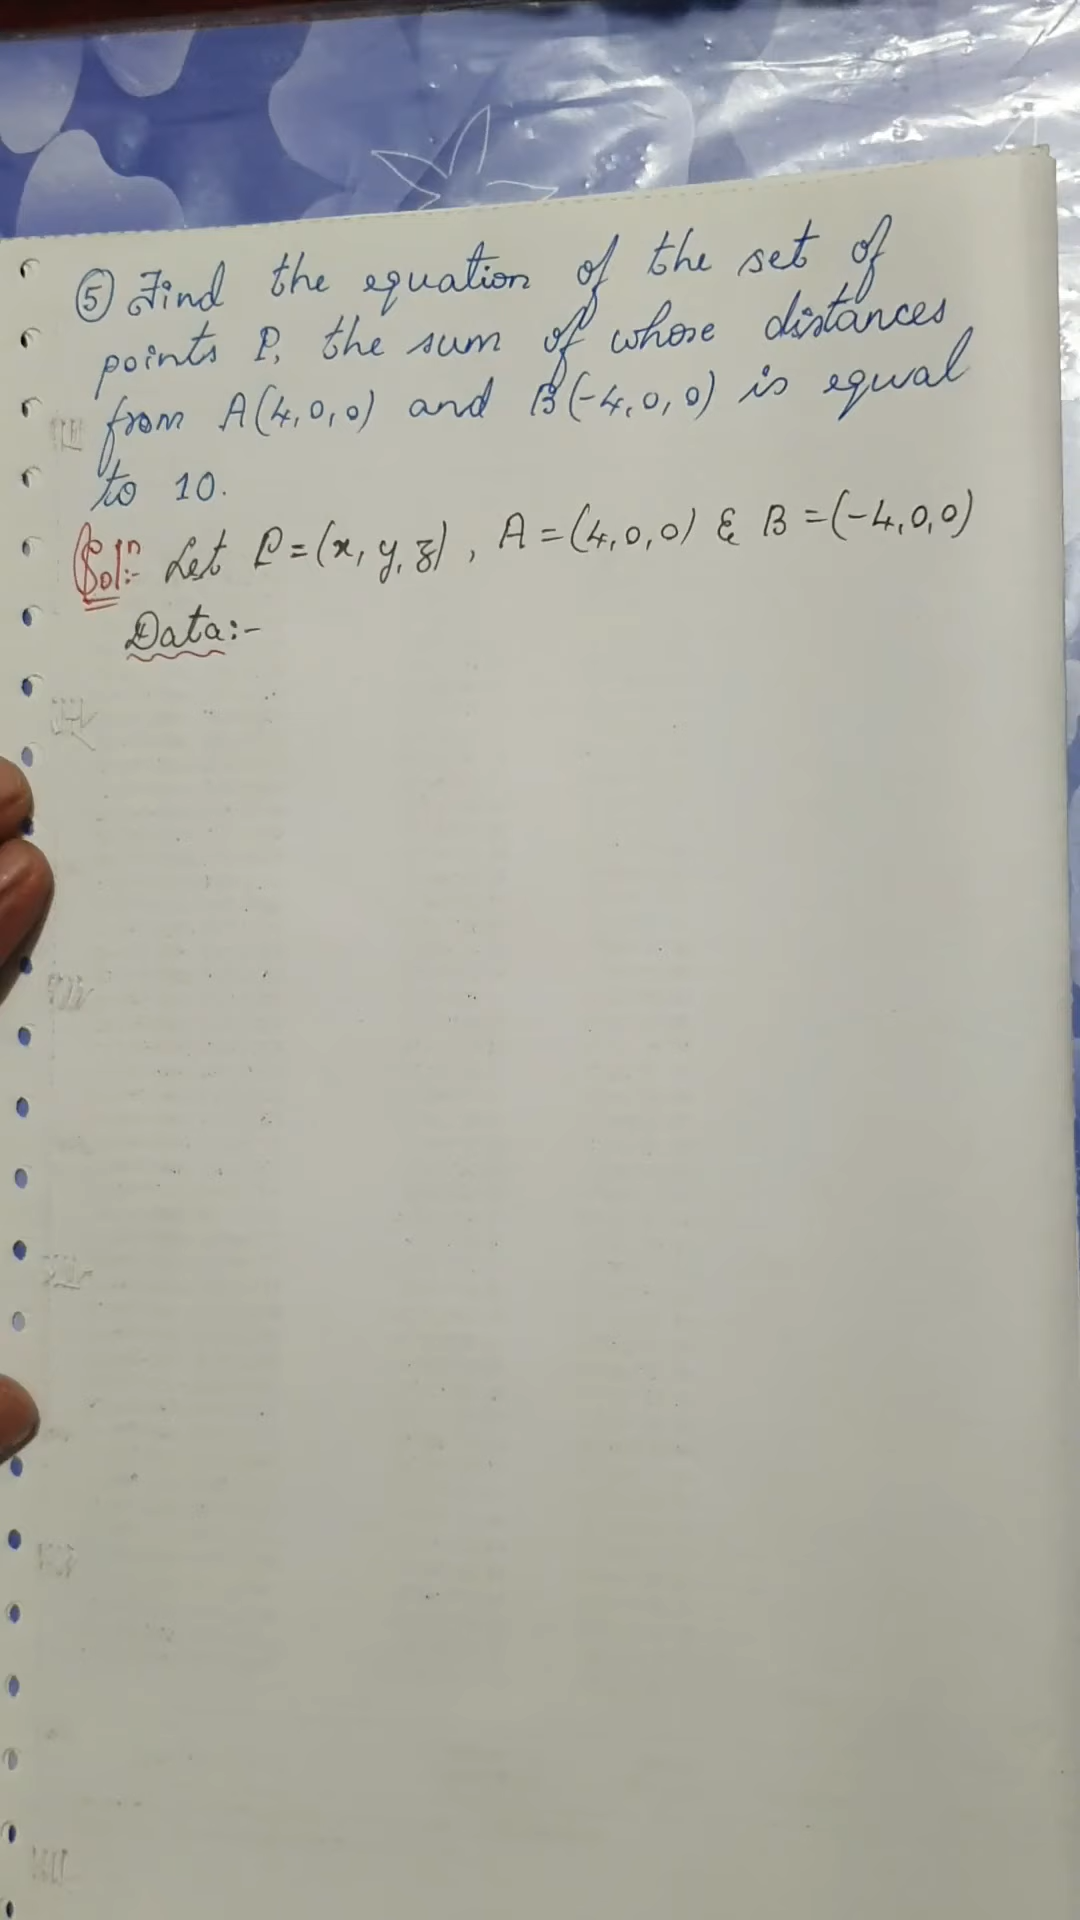 ⑤ Find the equation of the set of
points P, the sum of whose distances
from A(4,0,0) and B(-4,0,0) is equal
to 10.
Solⁿ:- Let P=(x, y, z), A=(4,0,0) & B=(-4,0,0)
Data:-